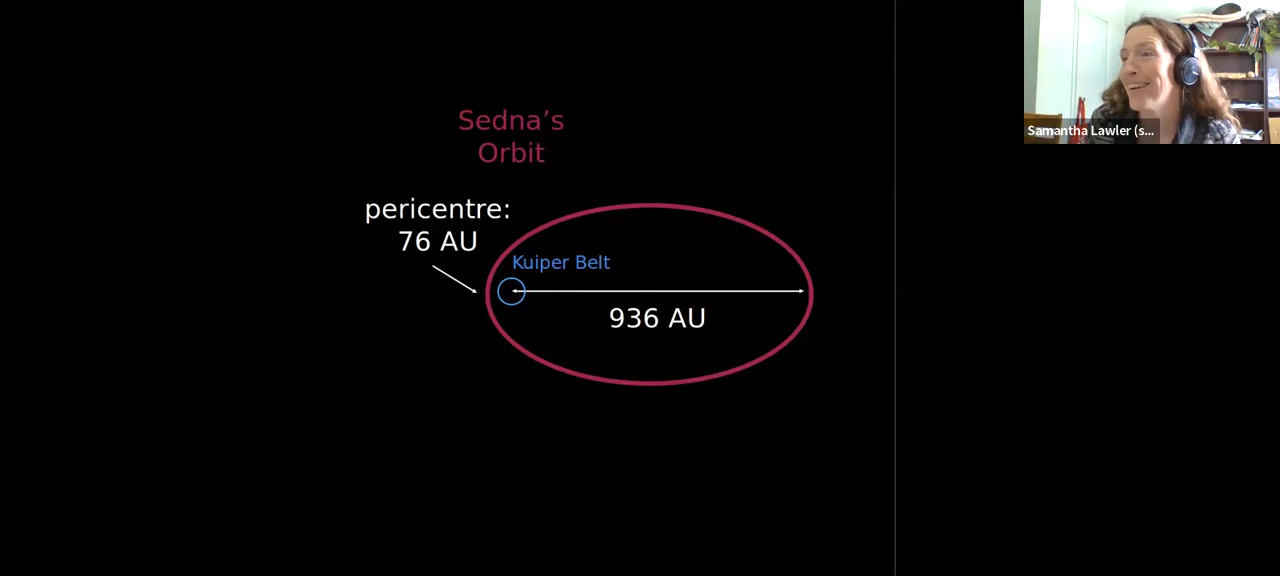 Samantha Lawler (s...
Sedna's
Orbit
pericentre:
76 AU
Kuiper Belt
936 AU